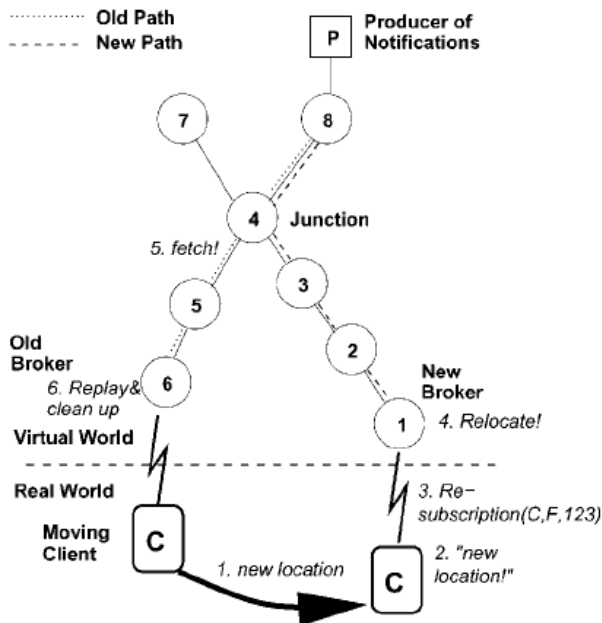 Old Path
New Path
P
Producer of
Notifications
7
8
4
Junction
5. fetch!
3
5
2
Old
Broker
6
6. Replay&
clean up
New
Broker
1
4. Relocate!
Virtual World
Real World
3. Re-
subscription(C,F,123)
Moving
Client
C
1. new location
2. "new
location!"
C